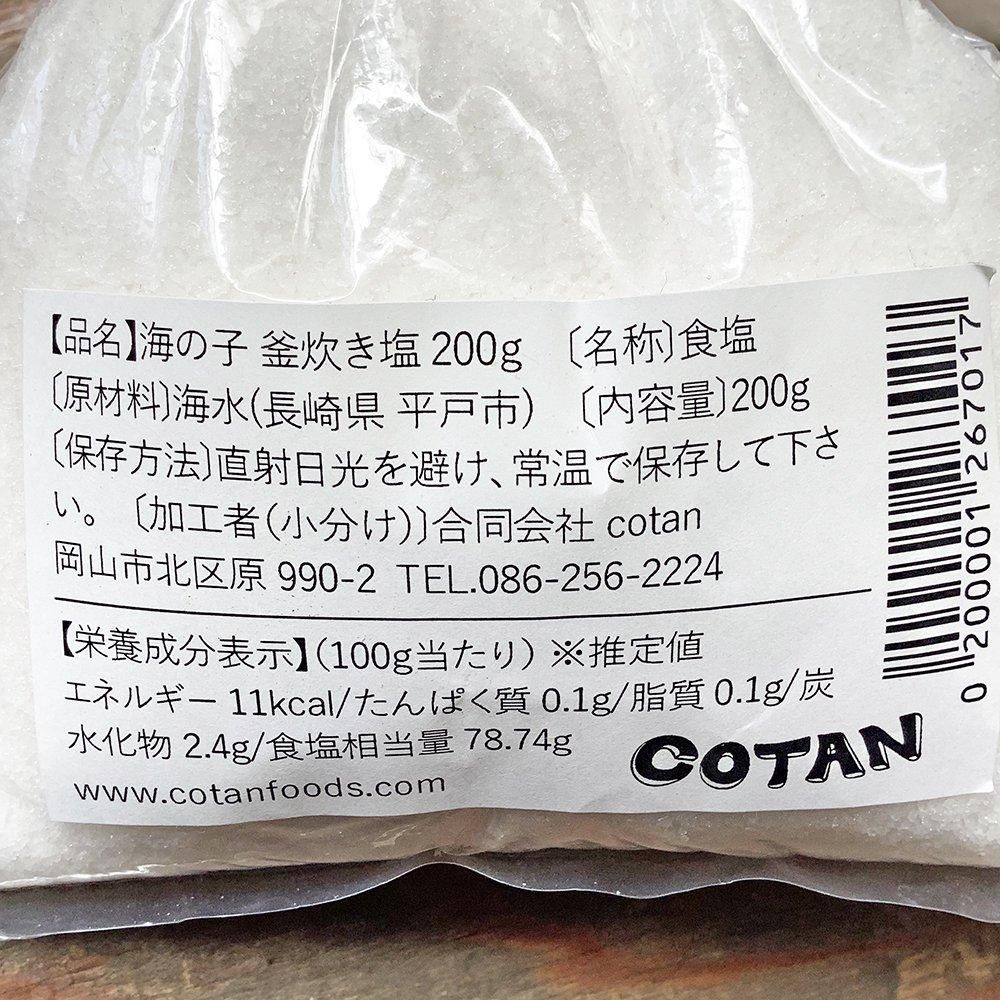 【品名】海の子 釜炊き塩 200g 〔名称〕食塩
〔原材料〕海水(長崎県 平戸市) 〔内容量〕200g
〔保存方法〕直射日光を避け、常温で保存して下さ
い。 〔加工者(小分け)〕合同会社 cotan
岡山市北区原 990-2 TEL.086-256-2224
【栄養成分表示】(100g当たり) ※推定値
エネルギー 11kcal/たんぱく質 0.1g/脂質 0.1g/炭
水化物 2.4g/食塩相当量 78.74g
www.cotanfoods.com
COTAN
0 200001 267017